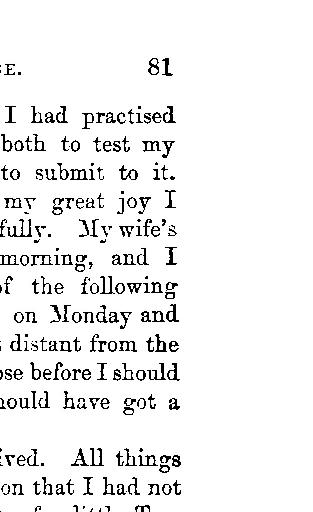 E. 81
I had practised
both to test my
to submit to it.
my great joy I
fully. My wife's
morning, and I
of the following
on Monday and
distant from the
ose before I should
hould have got a
ived. All things
on that I had not